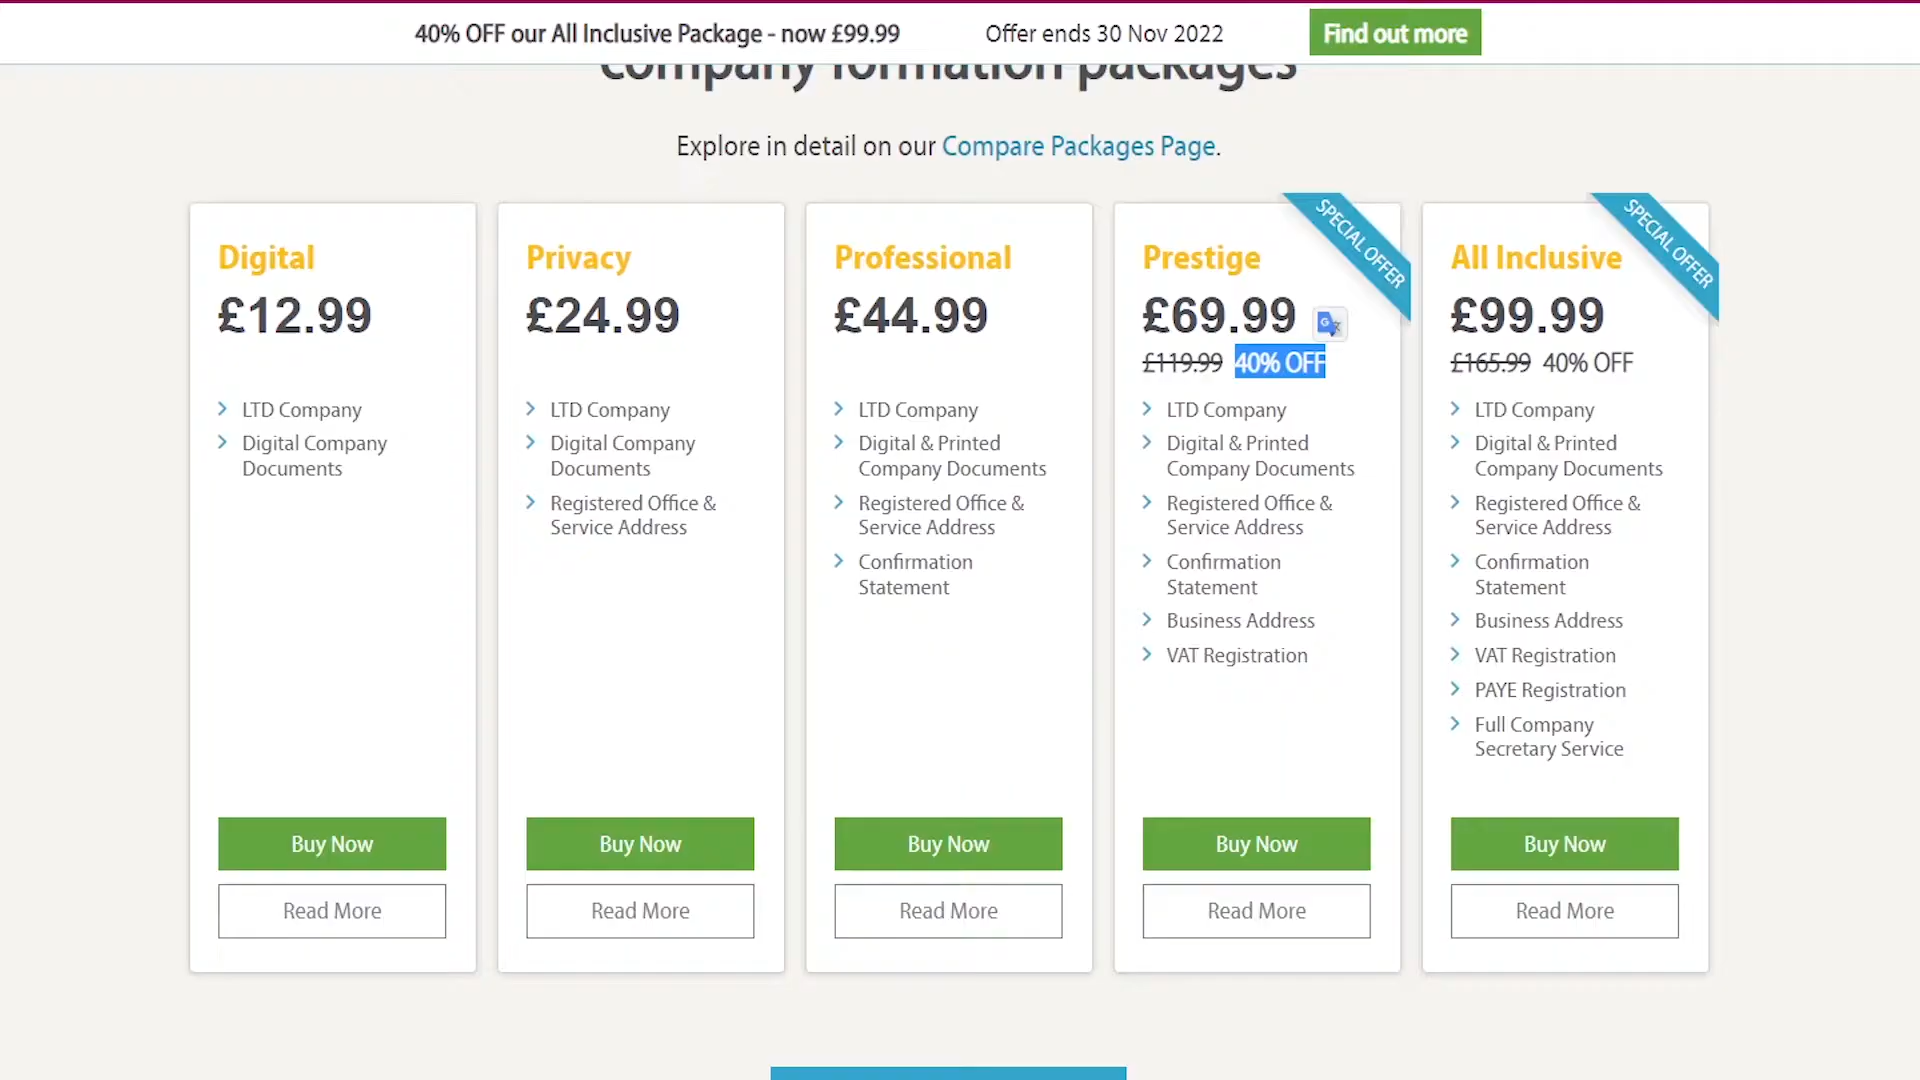 40% OFF our All Inclusive Package - now £99.99
Offer ends 30 Nov 2022
Find out more
company formation packages
Explore in detail on our Compare Packages Page.
Digital
£12.99
LTD Company
Digital Company
Documents
Buy Now
Read More
Privacy
£24.99
LTD Company
Digital Company
Documents
Registered Office &
Service Address
Buy Now
Read More
Professional
£44.99
LTD Company
Digital & Printed
Company Documents
Registered Office &
Service Address
Confirmation
Statement
Buy Now
Read More
SPECIAL OFFER
Prestige
£69.99
£119.99 40% OFF
LTD Company
Digital & Printed
Company Documents
Registered Office &
Service Address
Confirmation
Statement
Business Address
VAT Registration
Buy Now
Read More
SPECIAL OFFER
All Inclusive
£99.99
£165.99 40% OFF
LTD Company
Digital & Printed
Company Documents
Registered Office &
Service Address
Confirmation
Statement
Business Address
VAT Registration
PAYE Registration
Full Company
Secretary Service
Buy Now
Read More